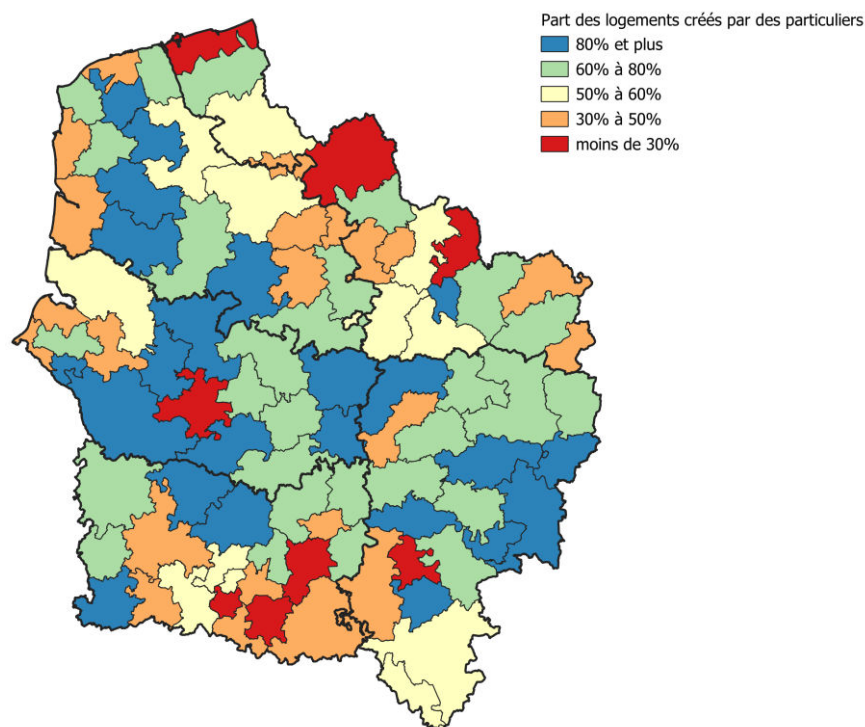 Part des logements créés par des particuliers
80% et plus
60% à 80%
50% à 60%
30% à 50%
moins de 30%